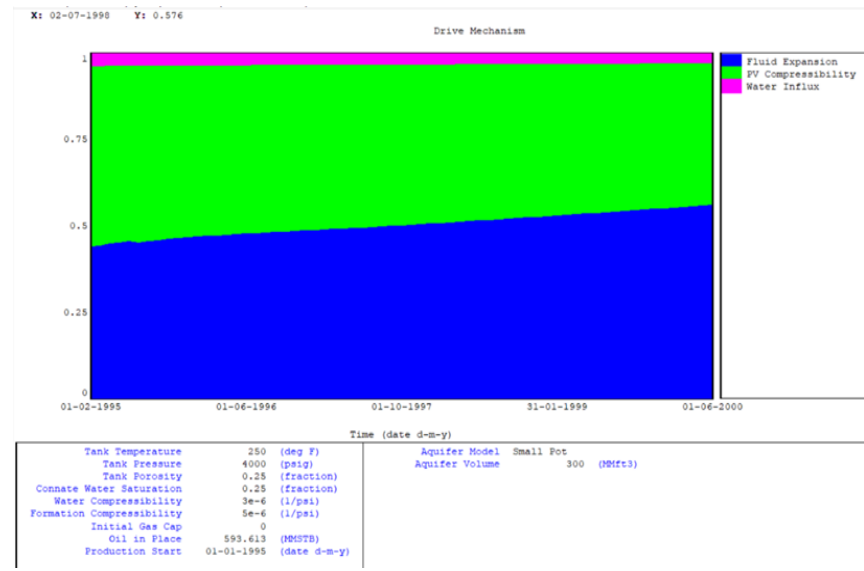 X: 02-07-1998 Y: 0.576
Drive Mechanism
1
0.75
0.5
0.25
0
01-02-1995 01-06-1996 01-10-1997 31-01-1999 01-06-2000
Time (date d-m-y)
Fluid Expansion
PV Compressibility
Water Influx
Tank Temperature 250 (deg F)
Tank Pressure 4000 (psig)
Tank Porosity 0.25 (fraction)
Connate Water Saturation 0.25 (fraction)
Water Compressibility 3e-6 (1/psi)
Formation Compressibility 5e-6 (1/psi)
Initial Gas Cap 0
Oil in Place 593.613 (MMSTB)
Production Start 01-01-1995 (date d-m-y)
Aquifer Model Small Pot
Aquifer Volume 300 (MMft3)